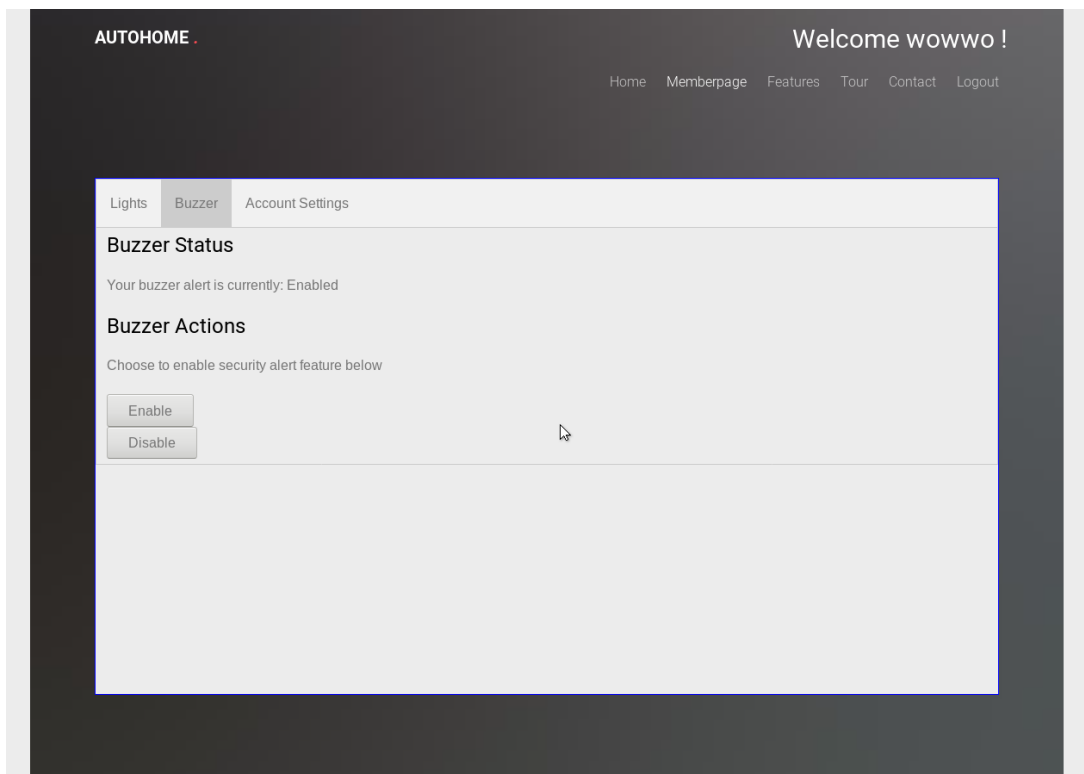 AUTOHOME .
Welcome wowwo !
Home Memberpage Features Tour Contact Logout
Lights Buzzer Account Settings
Buzzer Status
Your buzzer alert is currently: Enabled
Buzzer Actions
Choose to enable security alert feature below
Enable
Disable